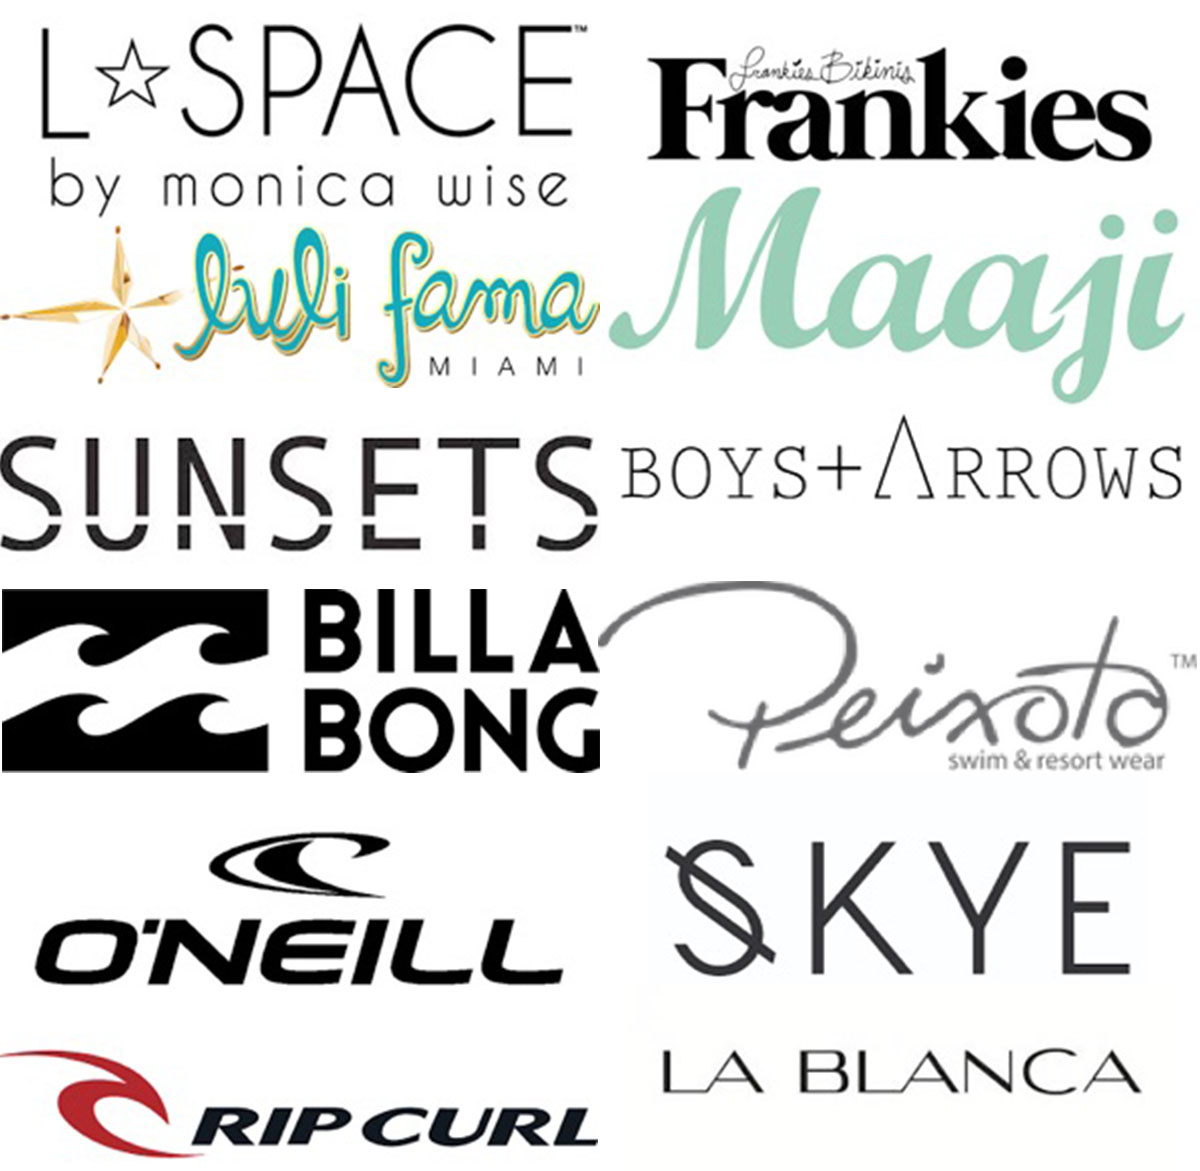 L☆SPACE™
by monica wise
Frankies Bikinis
Frankies
luli fama
MIAMI
Maaji
SUNSETS
BOYS+ARROWS
BILLA
BONG
Peixoto™
swim & resort wear
O'NEILL
SKYE
RIP CURL
LA BLANCA